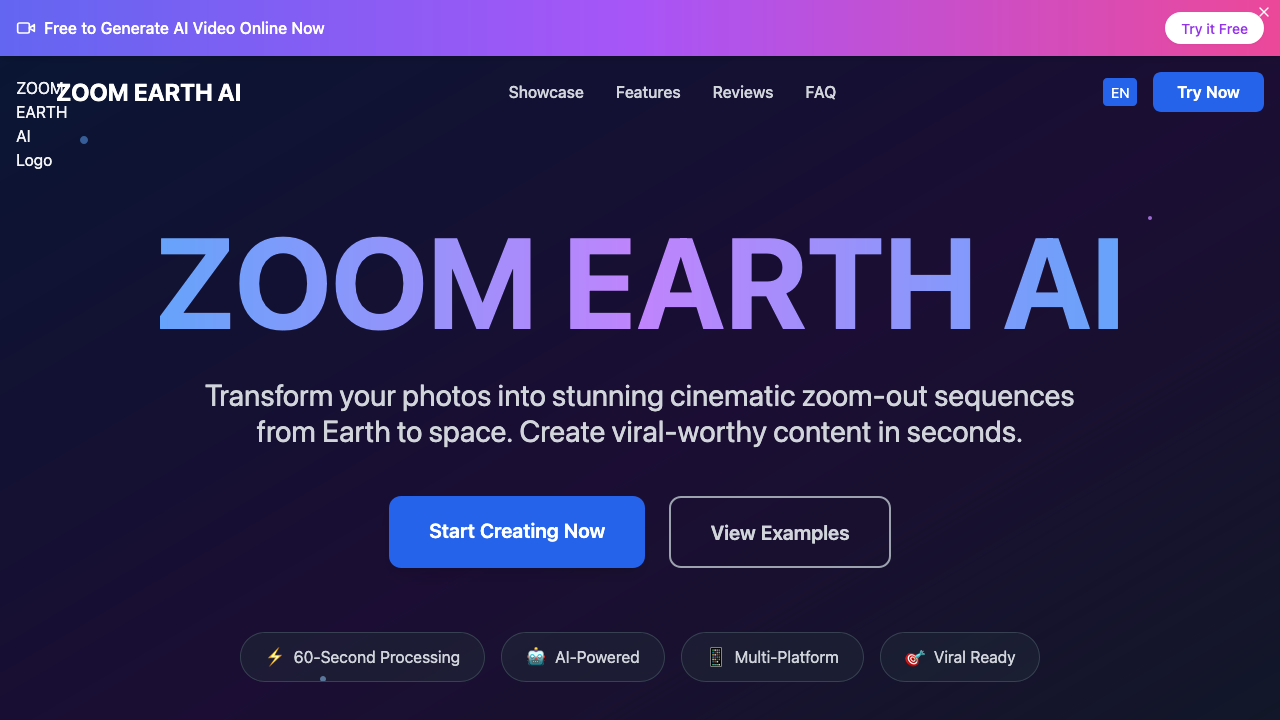 Free to Generate AI Video Online Now
Try it Free
ZOOM
EARTH
AI
Logo
ZOOM EARTH AI
Showcase
Features
Reviews
FAQ
EN
Try Now
ZOOM EARTH AI
Transform your photos into stunning cinematic zoom-out sequences
from Earth to space. Create viral-worthy content in seconds.
Start Creating Now
View Examples
60-Second Processing
AI-Powered
Multi-Platform
Viral Ready